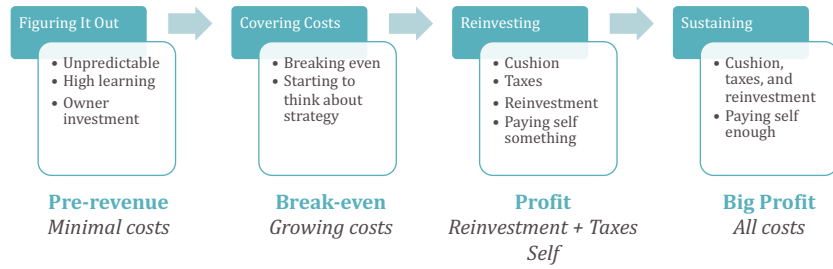 Figuring It Out
• Unpredictable
• High learning
• Owner
investment
Pre-revenue
Minimal costs
Covering Costs
• Breaking even
• Starting to
think about
strategy
Break-even
Growing costs
Reinvesting
• Cushion
• Taxes
• Reinvestment
• Paying self
something
Profit
Reinvestment + Taxes
Self
Sustaining
• Cushion,
taxes, and
reinvestment
• Paying self
enough
Big Profit
All costs